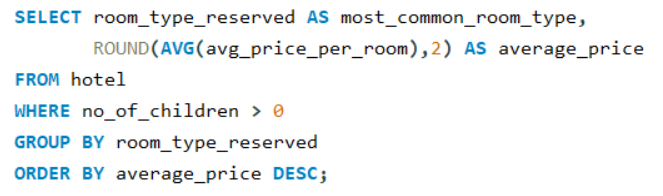 SELECT room_type_reserved AS most_common_room_type,
ROUND(AVG(avg_price_per_room),2) AS average_price
FROM hotel
WHERE no_of_children > 0
GROUP BY room_type_reserved
ORDER BY average_price DESC;